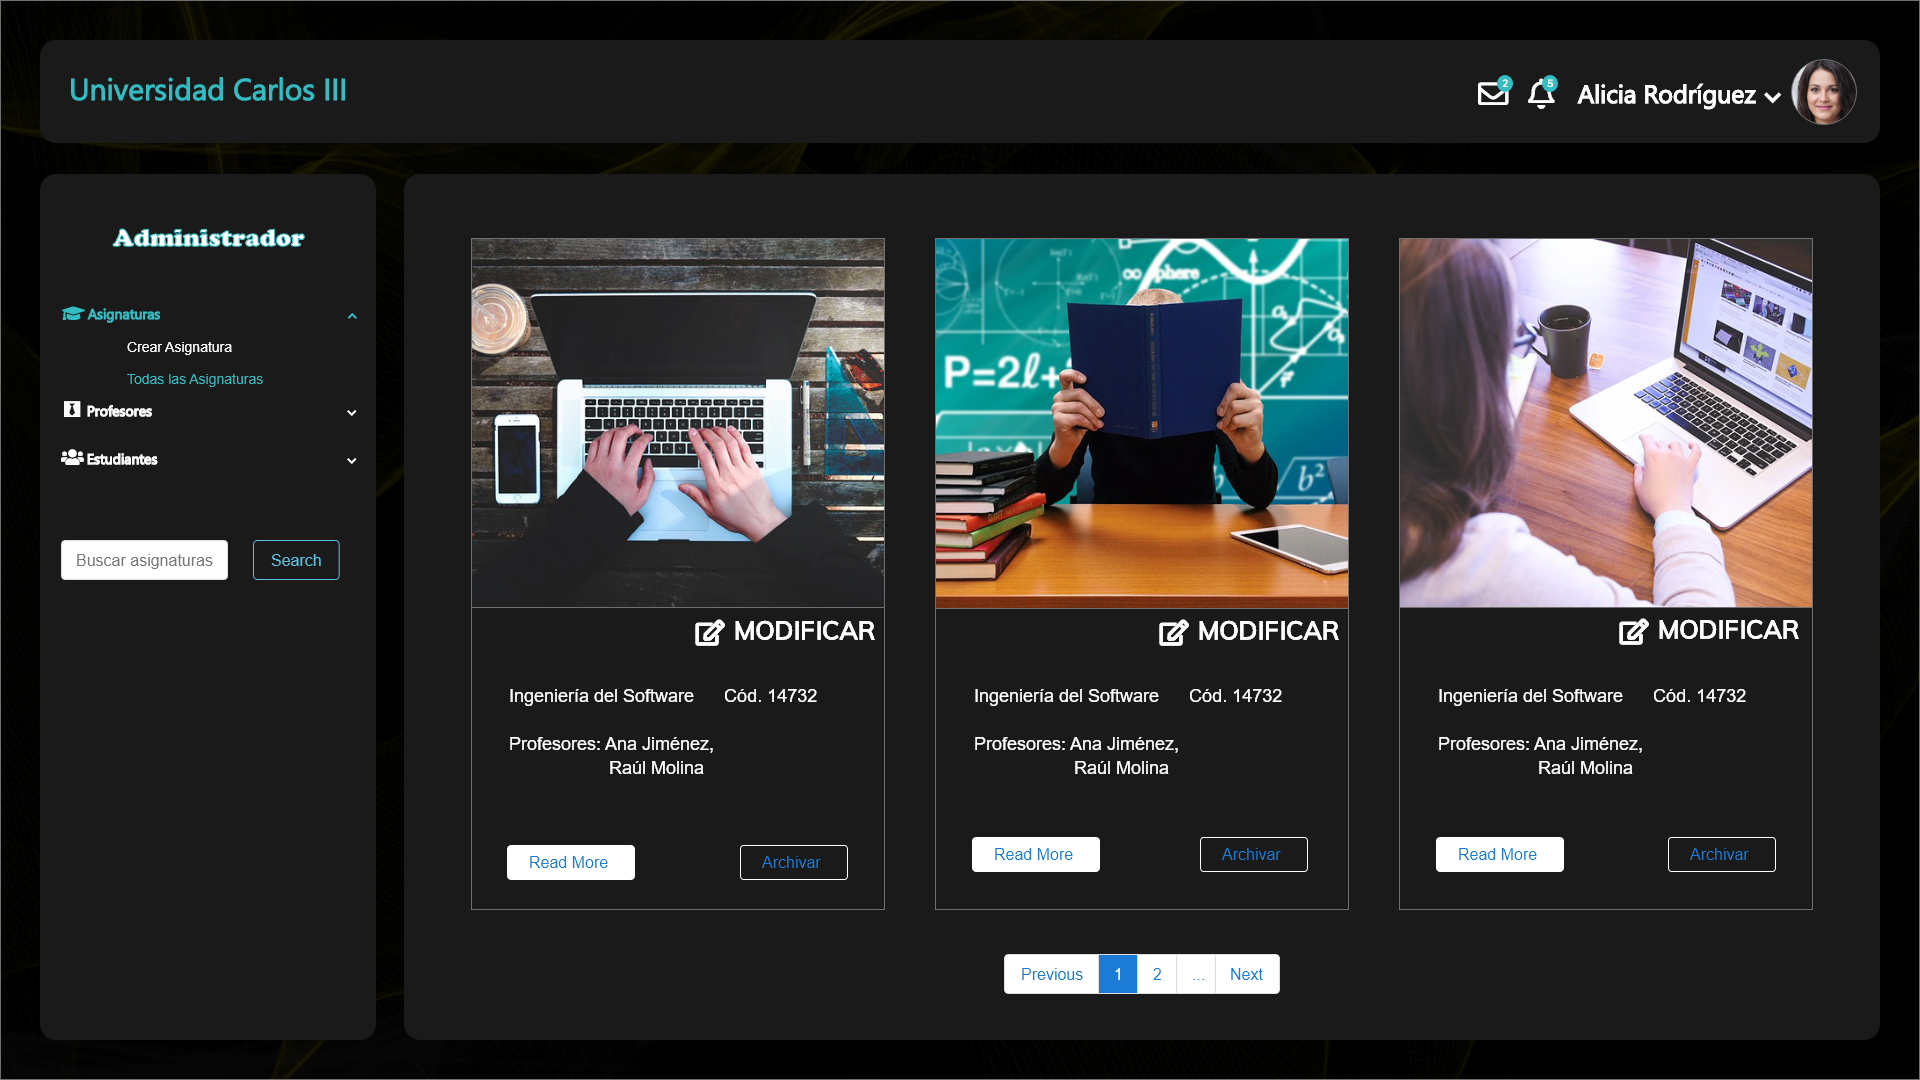 Universidad Carlos III
2
5
Alicia Rodríguez
Administrador
Asignaturas
Crear Asignatura
Todas las Asignaturas
Profesores
Estudiantes
Buscar asignaturas
Search
∞ sphere
P=2ℓ+
b²
MODIFICAR
Ingeniería del Software Cód. 14732
Profesores: Ana Jiménez,
Raúl Molina
Read More
Archivar
MODIFICAR
Ingeniería del Software Cód. 14732
Profesores: Ana Jiménez,
Raúl Molina
Read More
Archivar
MODIFICAR
Ingeniería del Software Cód. 14732
Profesores: Ana Jiménez,
Raúl Molina
Read More
Archivar
Previous 1 2 ... Next